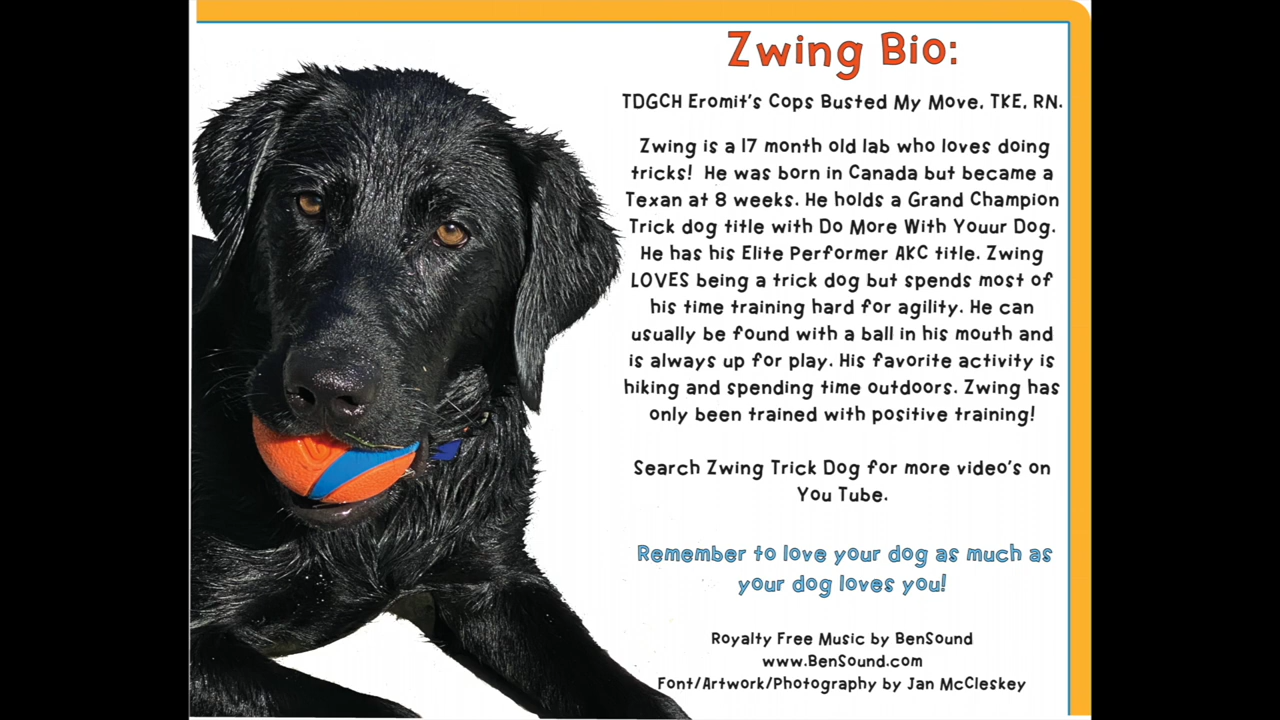 Zwing Bio:
TDGCH Eromit's Cops Busted My Move, TKE, RN.
Zwing is a 17 month old lab who loves doing
tricks! He was born in Canada but became a
Texan at 8 weeks. He holds a Grand Champion
Trick dog title with Do More With Youur Dog.
He has his Elite Performer AKC title. Zwing
LOVES being a trick dog but spends most of
his time training hard for agility. He can
usually be found with a ball in his mouth and
is always up for play. His favorite activity is
hiking and spending time outdoors. Zwing has
only been trained with positive training!
Search Zwing Trick Dog for more video's on
You Tube.
Remember to love your dog as much as
your dog loves you!
Royalty Free Music by BenSound
www.BenSound.com
Font/Artwork/Photography by Jan McCleskey